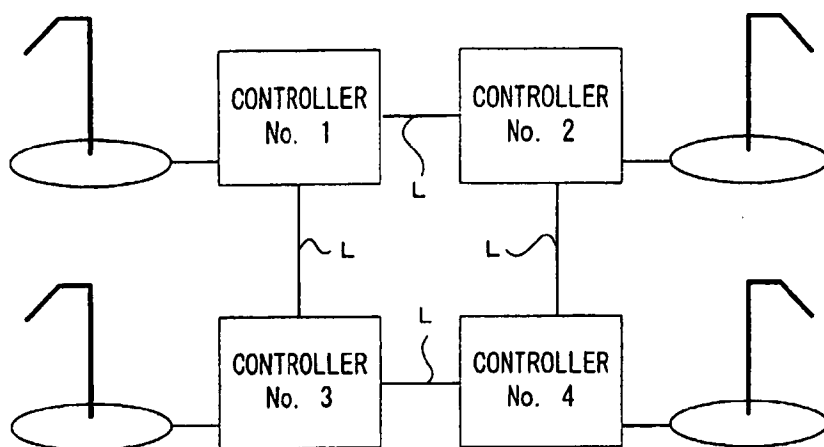 CONTROLLER
No. 1
CONTROLLER
No. 2
L
L
L
L
CONTROLLER
No. 3
CONTROLLER
No. 4